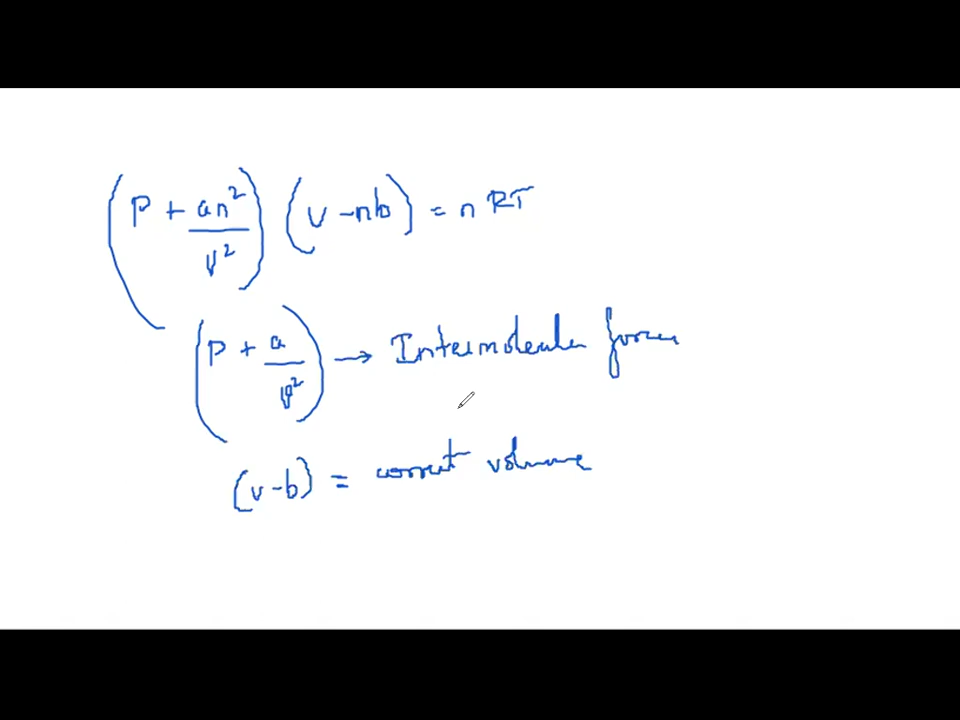 (P + an²/V²) (V - nb) = nRT
(P + a/V²) → Intermolecular forces
(V - b) = correct volume